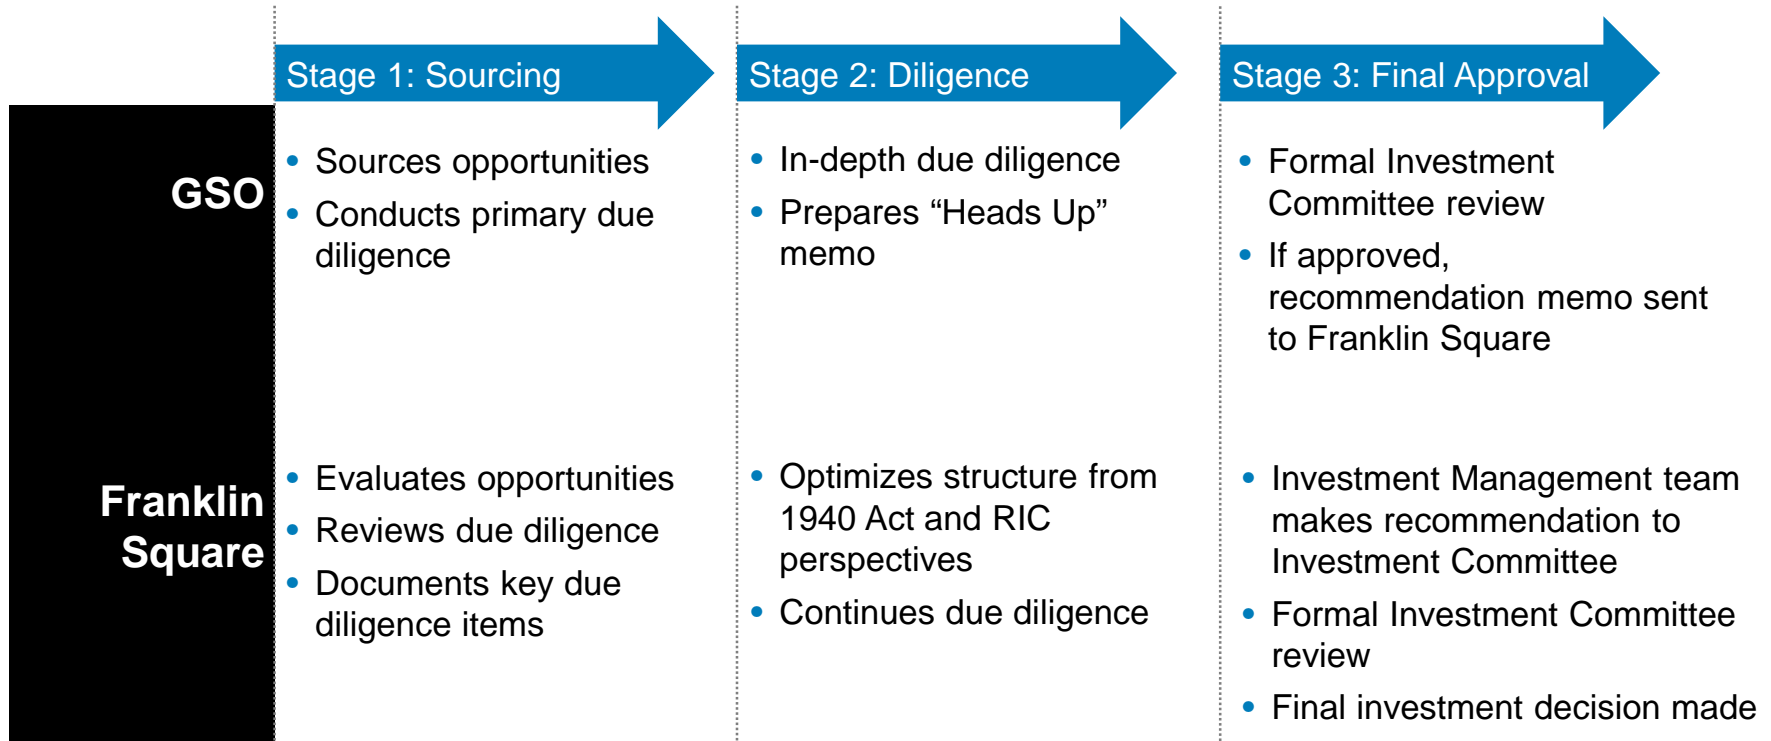 Stage 1: Sourcing
Stage 2: Diligence
Stage 3: Final Approval
GSO
• Sources opportunities
• Conducts primary due
diligence
• In-depth due diligence
• Prepares “Heads Up”
memo
• Formal Investment
Committee review
• If approved,
recommendation memo sent
to Franklin Square
Franklin
Square
• Evaluates opportunities
• Reviews due diligence
• Documents key due
diligence items
• Optimizes structure from
1940 Act and RIC
perspectives
• Continues due diligence
• Investment Management team
makes recommendation to
Investment Committee
• Formal Investment Committee
review
• Final investment decision made